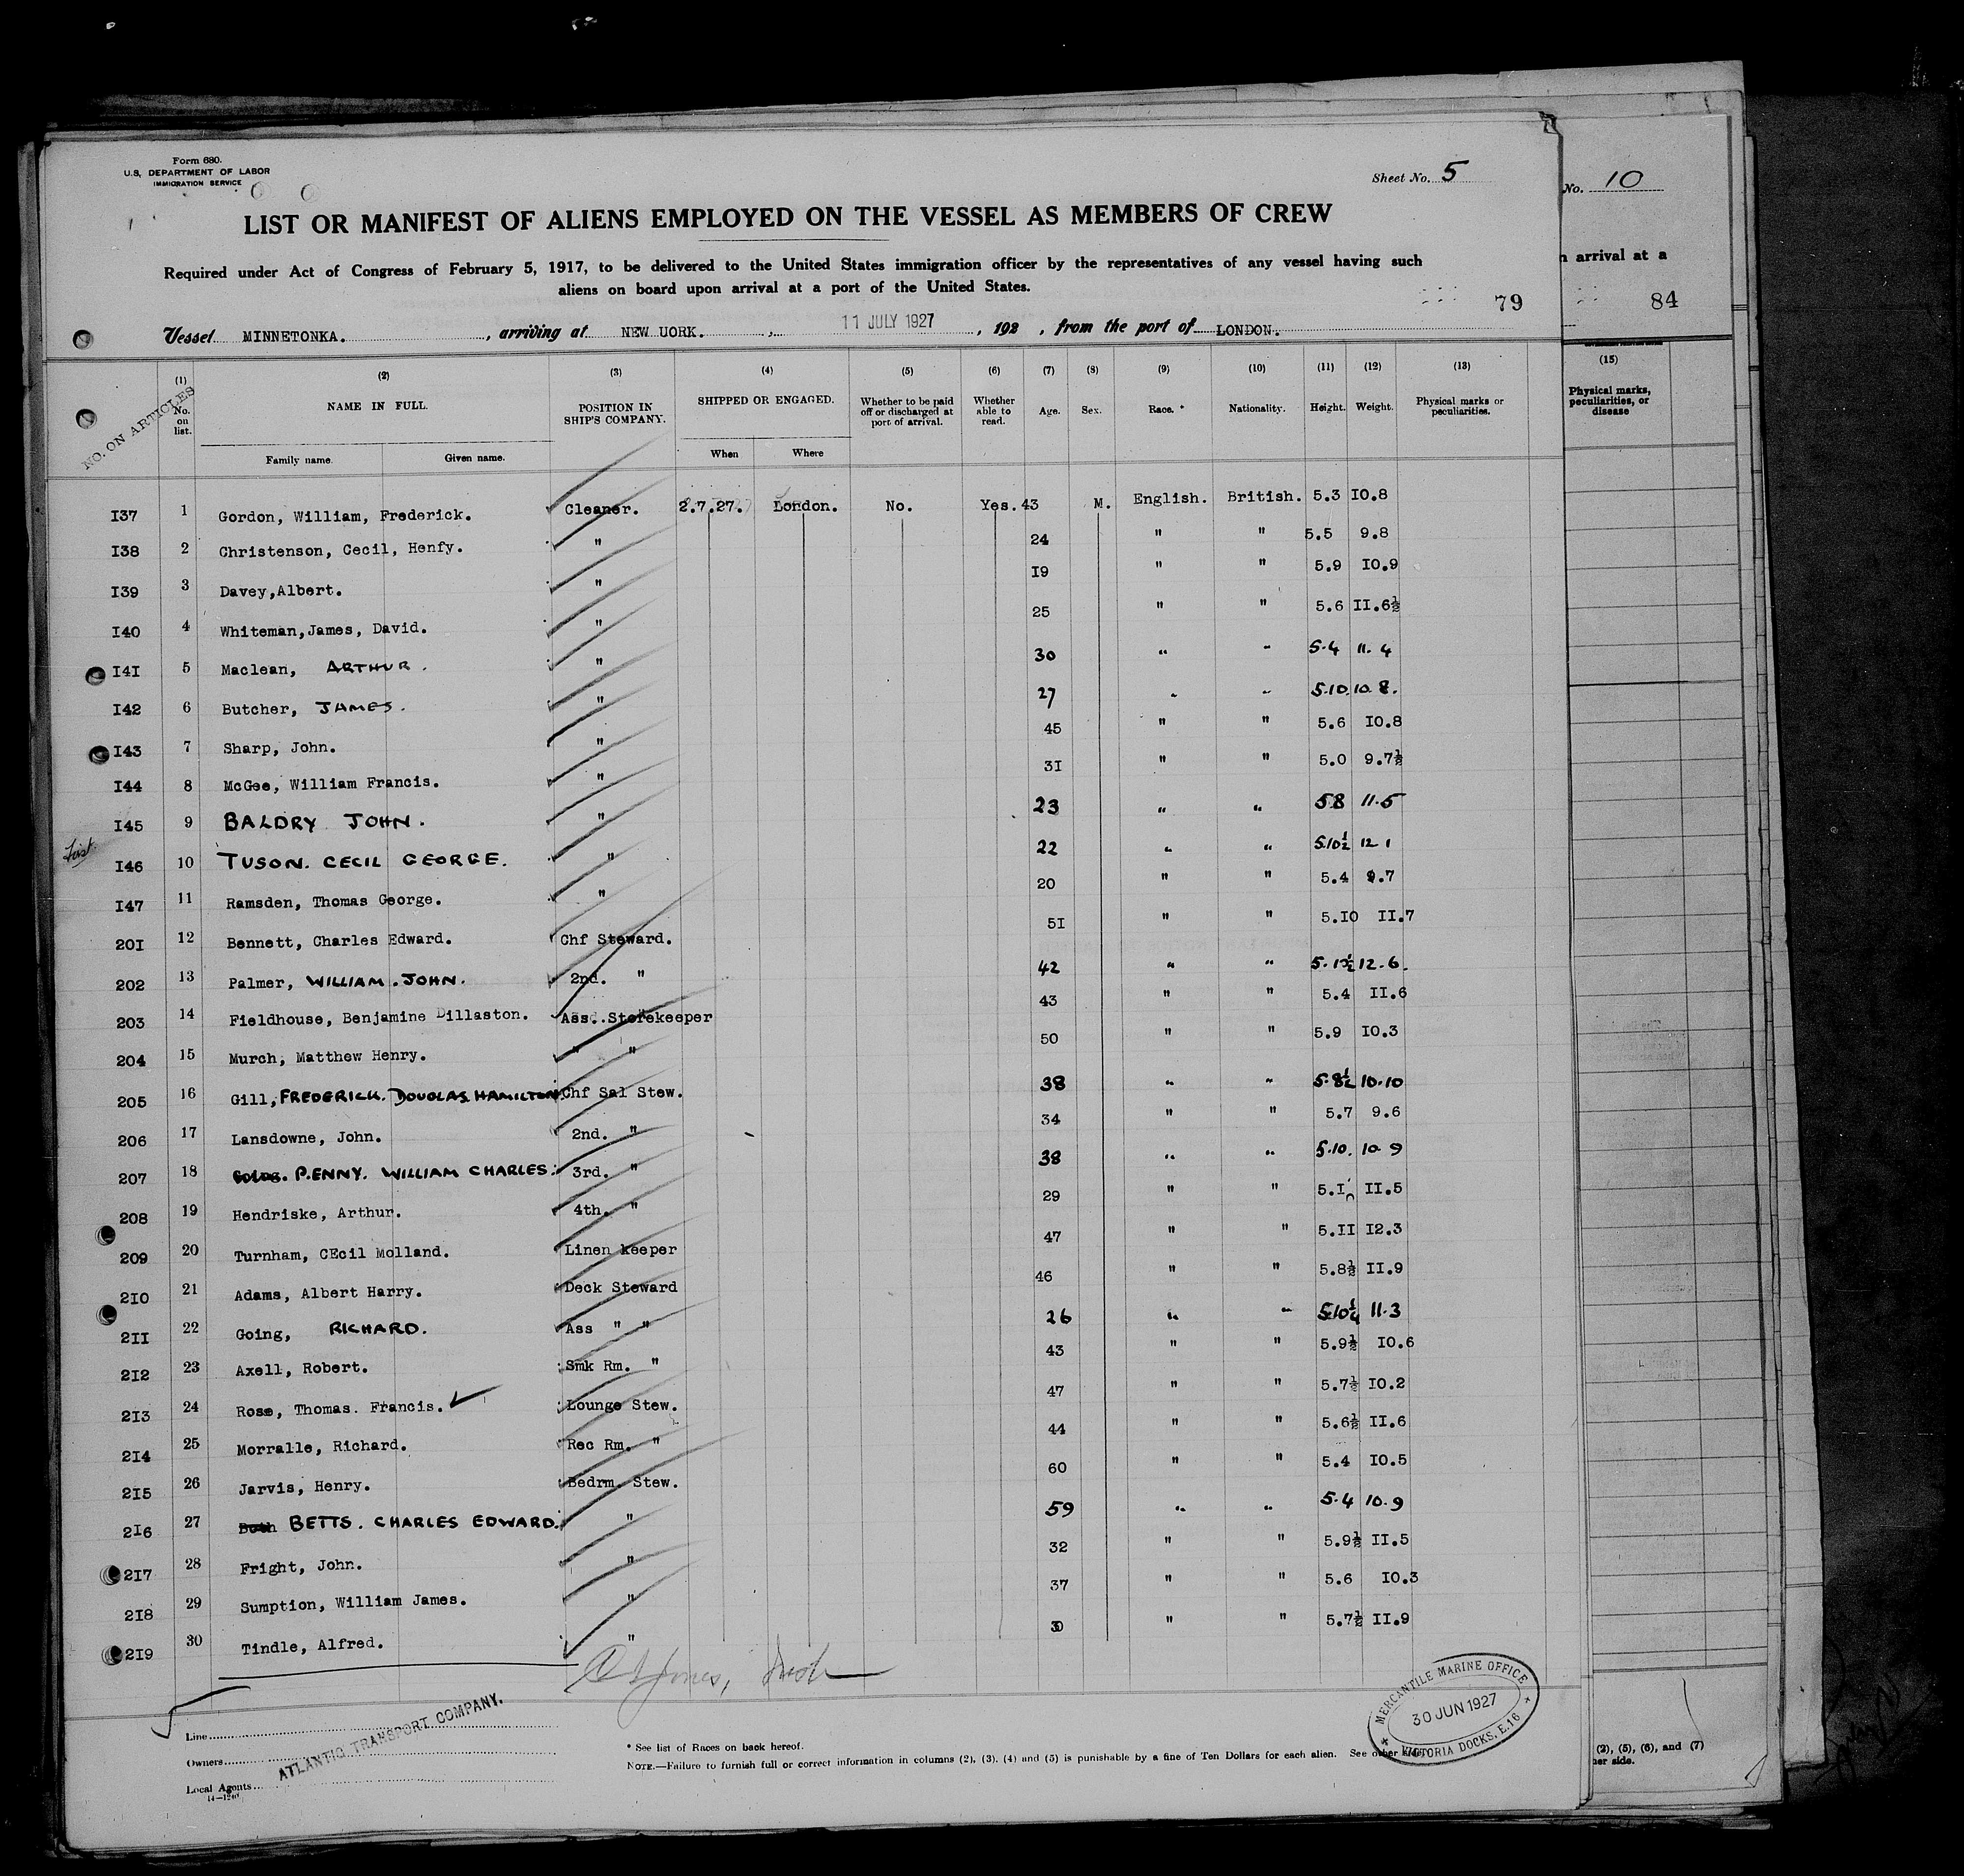 Form 680.
U.S. DEPARTMENT OF LABOR
IMMIGRATION SERVICE
Sheet No. 5
No. 10
LIST OR MANIFEST OF ALIENS EMPLOYED ON THE VESSEL AS MEMBERS OF CREW
Required under Act of Congress of February 5, 1917, to be delivered to the United States immigration officer by the representatives of any vessel having such
aliens on board upon arrival at a port of the United States.
n arrival at a
79
84
Vessel MINNETONKA. , arriving at NEW UORK. , 11 JULY 1927 , 192 , from the port of LONDON.
NO. ON ARTICLES
(1) (2) (3) (4) (5) (6) (7) (8) (9) (10) (11) (12) (13) (15)
No. on list. NAME IN FULL. POSITION IN SHIP'S COMPANY. SHIPPED OR ENGAGED. Whether to be paid off or discharged at port of arrival. Whether able to read. Age. Sex. Race. * Nationality. Height. Weight. Physical marks or peculiarities. Physical marks, peculiarities, or disease
Family name. Given name. When Where
I37 1 Gordon, William, Frederick. Cleaner. 2.7.27. London. No. Yes. 43 M. English. British. 5.3 I0.8
I38 2 Christenson, Cecil, Henfy. " 24 " " 5.5 9.8
I39 3 Davey,Albert. " I9 " " 5.9 I0.9
I40 4 Whiteman,James, David. " 25 " " 5.6 II.6½
I4I 5 Maclean, ARTHUR. " 30 " " 5.4 11.4
I42 6 Butcher, JAMES. " 27 " " 5.10. 10.8.
I43 7 Sharp, John. " 45 " " 5.6 I0.8
I44 8 McGee, William Francis. " 3I " " 5.0 9.7½
I45 9 BALDRY JOHN. " 23 " " 5 8 11.5
I46 10 TUSON. CECIL GEORGE. " 22 " " 5.10½ 12 1
I47 11 Ramsden, Thomas George. " 20 " " 5.4 9.7
20I 12 Bennett, Charles Edward. Chf Steward. 5I " " 5.I0 II.7
202 13 Palmer, WILLIAM. JOHN. 2nd. " 42 " " 12.6.
203 14 Fieldhouse, Benjamine Dillaston. Ass. Storekeeper 43 " " 5.4 II.6
204 15 Murch, Matthew Henry. " " 50 " " 5.9 I0.3
205 16 Gill, FREDERICK. DOUGLAS HAMILTON Chf Sal Stew. 38 " " 5.8½ 10.10
206 17 Lansdowne, John. 2nd. " 34 " " 5.7 9.6
207 18 PENNY. WILLIAM CHARLES. 3rd. " 38 " " 5.10. 10 9
208 19 Hendriske, Arthur. 4th. " 29 " " 5.I II.5
209 20 Turnham, CEcil Molland. Linen keeper 47 " " 5.II I2.3
2I0 21 Adams, Albert Harry. Deck Steward 46 " " 5.8½ II.9
2II 22 Going, RICHARD. Ass " " 26 " " 5.10¼ 11.3
2I2 23 Axell, Robert. Smk Rm. " 43 " " 5.9½ I0.6
2I3 24 Rose, Thomas. Francis. Lounge Stew. 47 " " 5.7½ I0.2
2I4 25 Morralle, Richard. Rec Rm. " 44 " " 5.6½ II.6
2I5 26 Jarvis, Henry. Bedrm. Stew. 60 " " 5.4 I0.5
2I6 27 Both BETTS. CHARLES EDWARD. " 59 " " 5.4 10.9
2I7 28 Fright, John. " 32 " " 5.9½ II.5
2I8 29 Sumption, William James. " 37 " " 5.6 I0.3
2I9 30 Tindle, Alfred. " " " 5.7½ II.9
Line
Owners
Local Agents
ATLANTIC TRANSPORT COMPANY.
* See list of Races on back hereof.
NOTE.—Failure to furnish full or correct information in columns (2), (3), (4) and (5) is punishable by a fine of Ten Dollars for each alien. See other side.
MERCANTILE MARINE OFFICE
30 JUN 1927
VICTORIA DOCKS. E.16
(2), (5), (6), and (7)
her side.